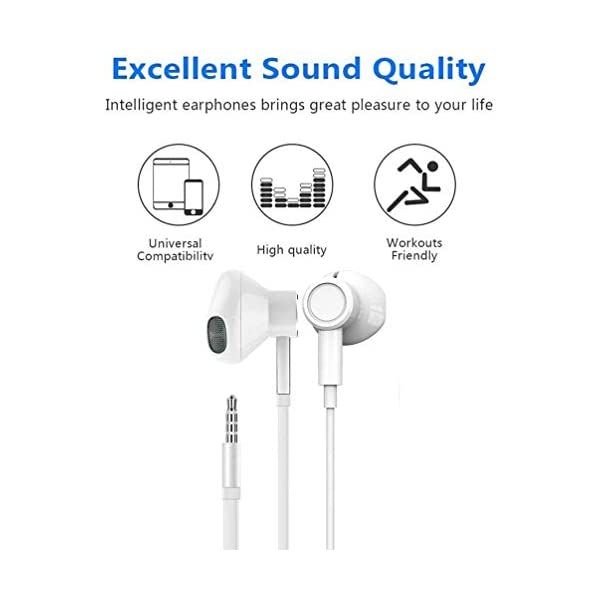 Excellent Sound Quality
Intelligent earphones brings great pleasure to your life
Universal
Compatibility
High quality
Workouts
Friendly